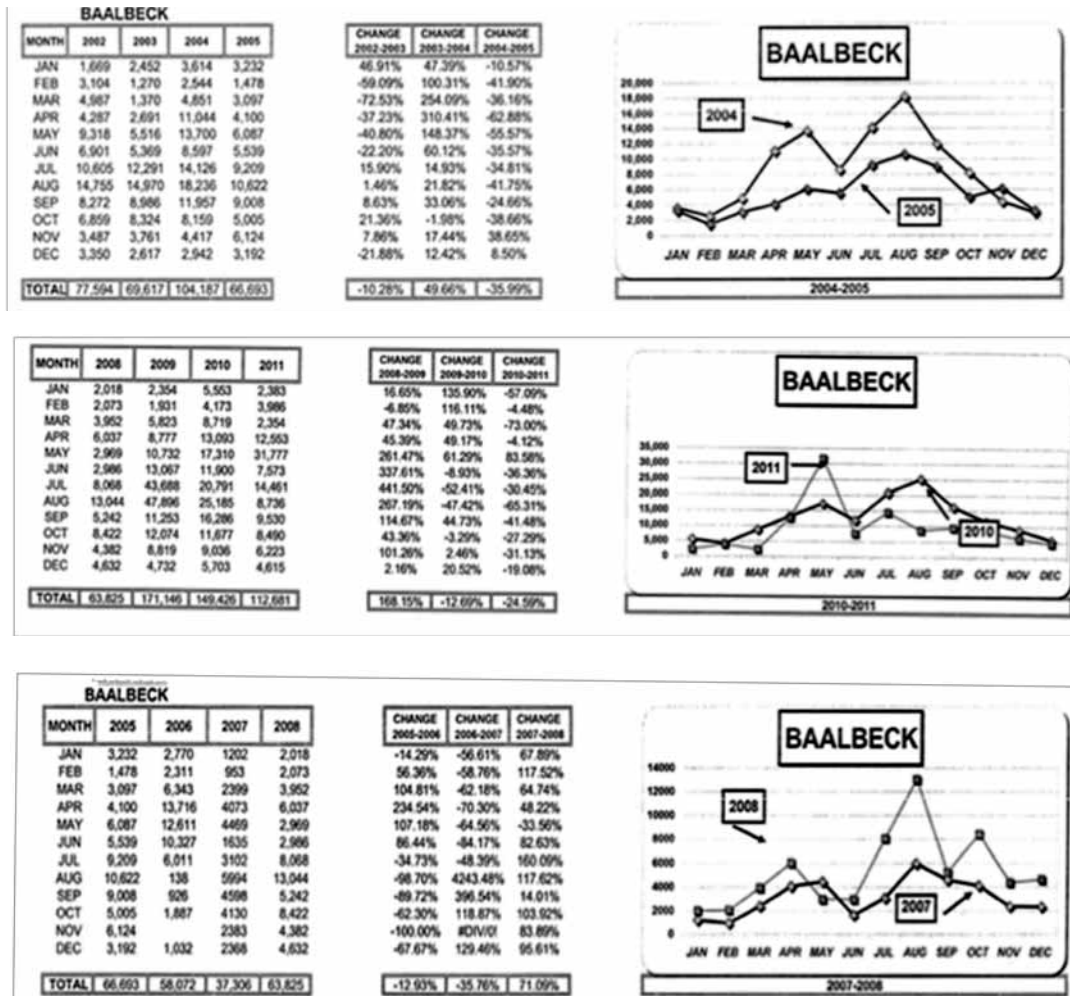 BAALBECK
MONTH 2002 2003 2004 2005
JAN 1,669 2,452 3,614 3,232
FEB 3,104 1,270 2,544 1,478
MAR 4,987 1,370 4,851 3,097
APR 4,287 2,691 11,044 4,100
MAY 9,318 5,516 13,700 6,087
JUN 6,901 5,369 8,597 5,539
JUL 10,605 12,291 14,126 9,209
AUG 14,755 14,970 18,236 10,622
SEP 8,272 8,986 11,957 9,008
OCT 6,859 8,324 8,159 5,005
NOV 3,487 3,761 4,417 6,124
DEC 3,350 2,617 2,942 3,192
TOTAL 77,594 69,617 104,187 66,693
CHANGE CHANGE CHANGE
2002-2003 2003-2004 2004-2005
46.91% 47.39% -10.57%
-59.09% 100.31% -41.90%
-72.53% 254.09% -36.16%
-37.23% 310.41% -62.88%
-40.80% 148.37% -55.57%
-22.20% 60.12% -35.57%
15.90% 14.93% -34.81%
1.46% 21.82% -41.75%
8.63% 33.06% -24.66%
21.36% -1.98% -38.66%
7.86% 17.44% 38.65%
-21.88% 12.42% 8.50%
-10.28% 49.66% -35.99%
BAALBECK
20,000
18,000
16,000
14,000
12,000
10,000
8,000
6,000
4,000
2,000
0
2004
2005
JAN FEB MAR APR MAY JUN JUL AUG SEP OCT NOV DEC
2004-2005
MONTH 2008 2009 2010 2011
JAN 2,018 2,354 5,553 2,383
FEB 2,073 1,931 4,173 3,986
MAR 3,952 5,823 8,719 2,354
APR 6,037 8,777 13,093 12,553
MAY 2,969 10,732 17,310 31,777
JUN 2,986 13,067 11,900 7,573
JUL 8,068 43,688 20,791 14,461
AUG 13,044 47,896 25,185 8,736
SEP 5,242 11,253 16,286 9,530
OCT 8,422 12,074 11,677 8,490
NOV 4,382 8,819 9,036 6,223
DEC 4,632 4,732 5,703 4,615
TOTAL 63,825 171,146 149,426 112,681
CHANGE CHANGE CHANGE
2008-2009 2009-2010 2010-2011
16.65% 135.90% -57.09%
-6.85% 116.11% -4.48%
47.34% 49.73% -73.00%
45.39% 49.17% -4.12%
261.47% 61.29% 83.58%
337.61% -8.93% -36.36%
441.50% -52.41% -30.45%
267.19% -47.42% -65.31%
114.67% 44.73% -41.48%
43.36% -3.29% -27.29%
101.26% 2.46% -31.13%
2.16% 20.52% -19.08%
168.15% -12.69% -24.59%
BAALBECK
35,000
30,000
25,000
20,000
15,000
10,000
5,000
0
2011
2010
JAN FEB MAR APR MAY JUN JUL AUG SEP OCT NOV DEC
2010-2011
BAALBECK
MONTH 2005 2006 2007 2008
JAN 3,232 2,770 1202 2,018
FEB 1,478 2,311 953 2,073
MAR 3,097 6,343 2399 3,952
APR 4,100 13,716 4073 6,037
MAY 6,087 12,611 4469 2,969
JUN 5,539 10,327 1635 2,986
JUL 9,209 6,011 3102 8,068
AUG 10,622 138 5994 13,044
SEP 9,008 926 4598 5,242
OCT 5,005 1,887 4130 8,422
NOV 6,124 2383 4,382
DEC 3,192 1,032 2368 4,632
TOTAL 66,693 58,072 37,306 63,825
CHANGE CHANGE CHANGE
2005-2006 2006-2007 2007-2008
-14.29% -56.61% 67.89%
56.36% -58.76% 117.52%
104.81% -62.18% 64.74%
234.54% -70.30% 48.22%
107.18% -64.56% -33.56%
86.44% -84.17% 82.63%
-34.73% -48.39% 160.09%
-98.70% 4243.48% 117.62%
-89.72% 396.54% 14.01%
-62.30% 118.87% 103.92%
-100.00% #DIV/0! 83.89%
-67.67% 129.46% 95.61%
-12.93% -35.76% 71.09%
BAALBECK
14000
12000
10000
8000
6000
4000
2000
0
2008
2007
JAN FEB MAR APR MAY JUN JUL AUG SEP OCT NOV DEC
2007-2008